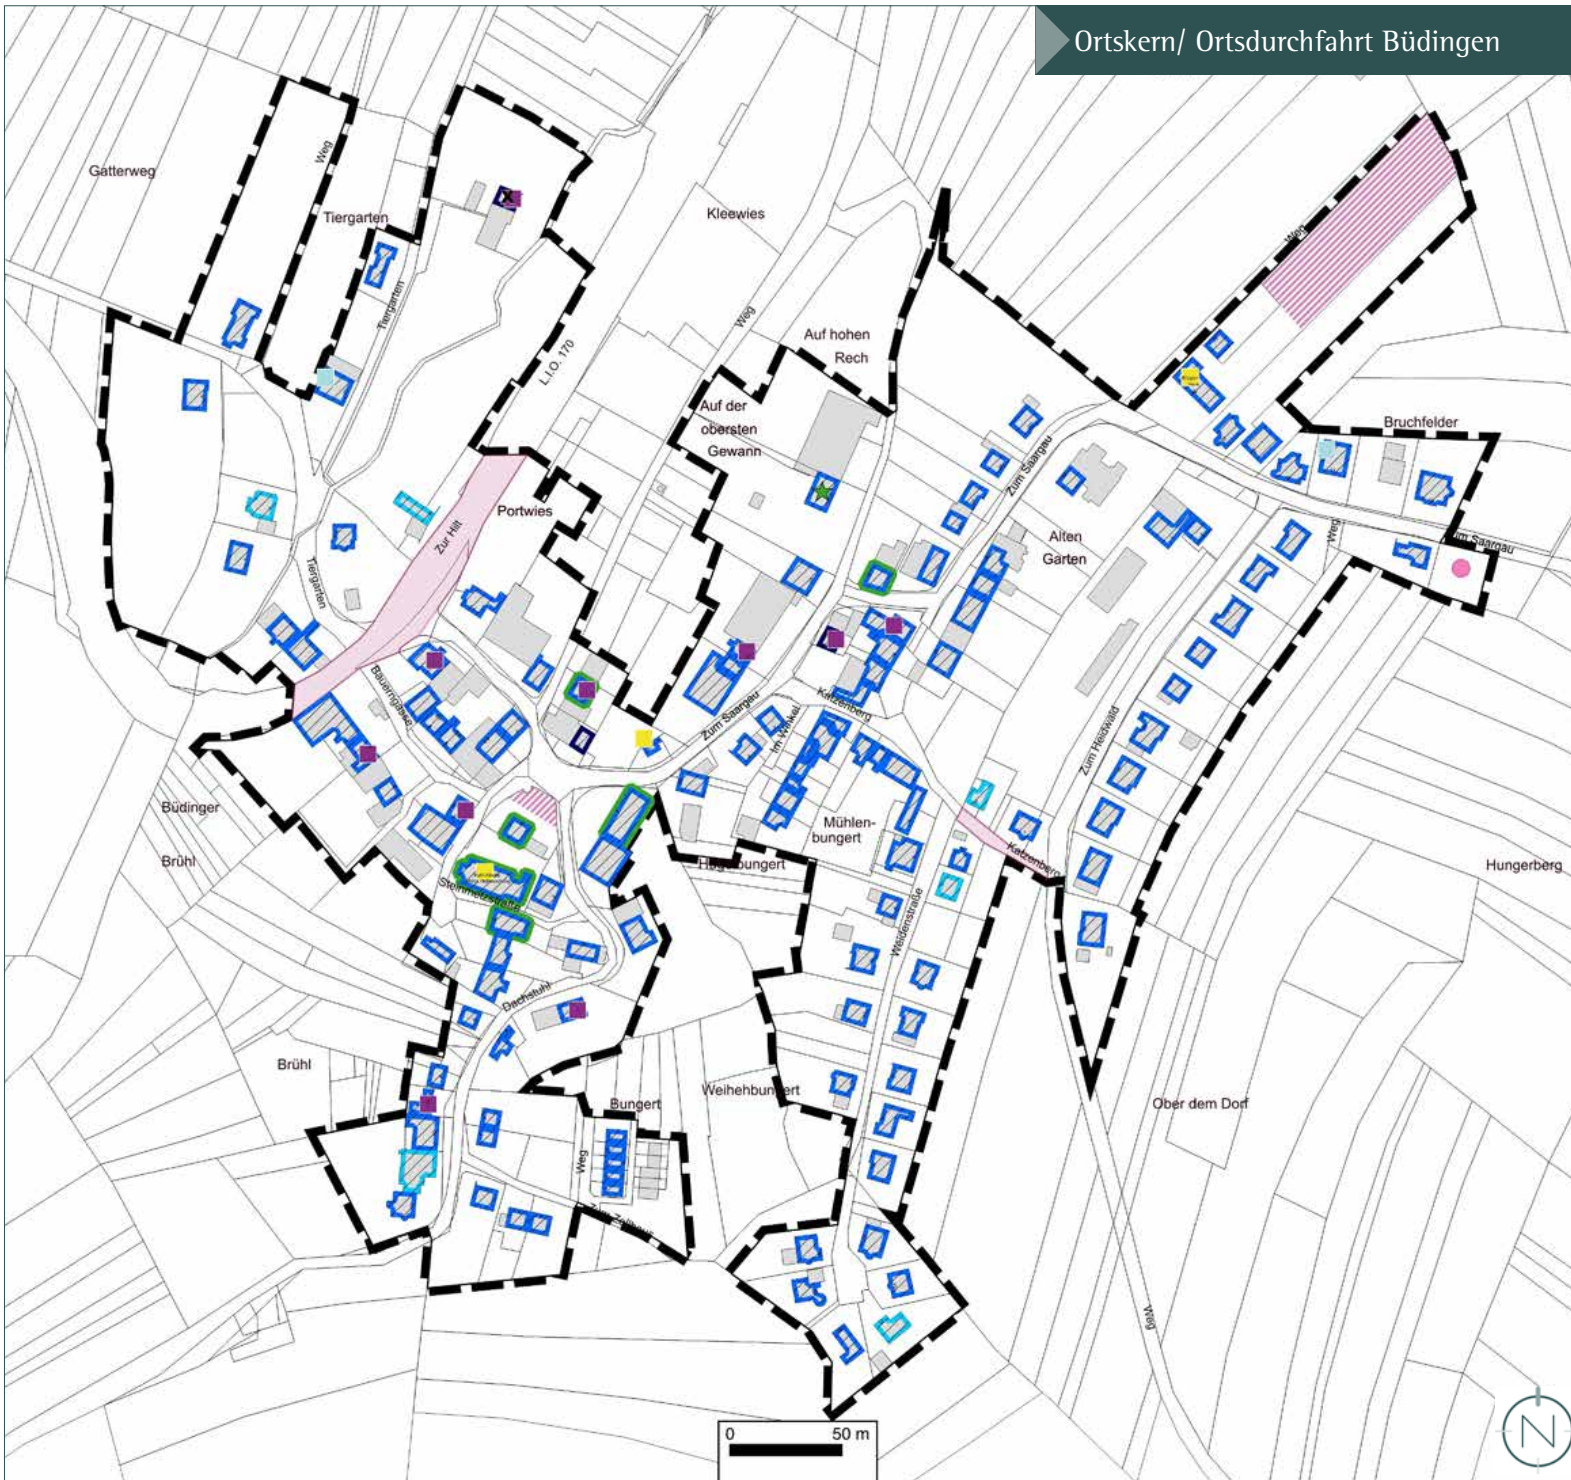 Ortskern/ Ortsdurchfahrt Büdingen
Gatterweg
Weg
Tiergarten
Kleewies
Weg
Tiergarten
Weg
L.I.O. 170
Auf hohen
Rech
Auf der
obersten
Gewann
Bruchfelder
Zum Saargau
Portwies
Zur Hilt
Alten
Garten
Weg
Zum Saargau
Tiergarten
Bauerngasse
Zum Saargau
Katzenberg
Im Winkel
Zum Heidwald
Büdinger
Brühl
Mühlen-
bungert
Katzenberg
Hungerberg
Steinmetzstraße
Weidenstraße
Dachstuhl
Brühl
Weihehbungert
Bungert
Ober dem Dorf
Weg
Weg
0 50 m
N